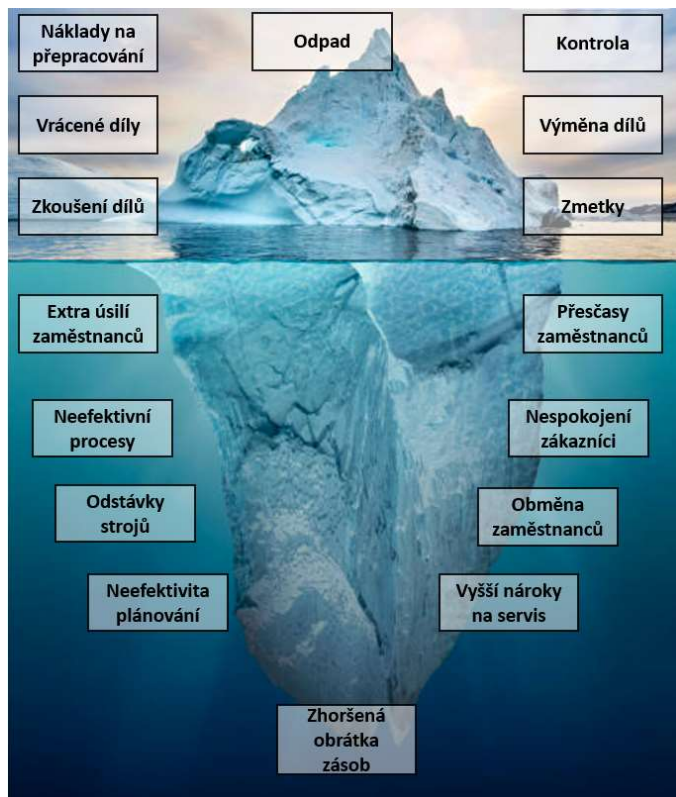 Náklady na
přepracování
Odpad
Kontrola
Vrácené díly
Výměna dílů
Zkoušení dílů
Zmetky
Extra úsilí
zaměstnanců
Přesčasy
zaměstnanců
Neefektivní
procesy
Nespokojení
zákazníci
Odstávky
strojů
Obměna
zaměstnanců
Neefektivita
plánování
Vyšší nároky
na servis
Zhoršená
obrátka
zásob